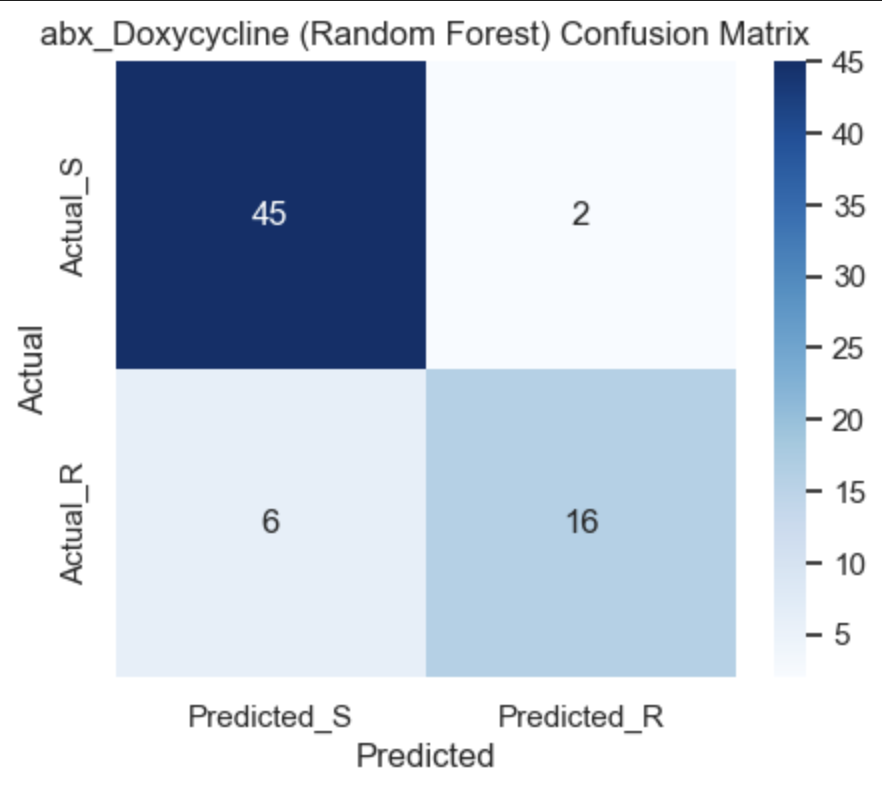 abx_Doxycycline (Random Forest) Confusion Matrix
45
40
35
30
25
20
15
10
5
Actual
Actual_S
45
2
Actual_R
6
16
Predicted_S
Predicted_R
Predicted